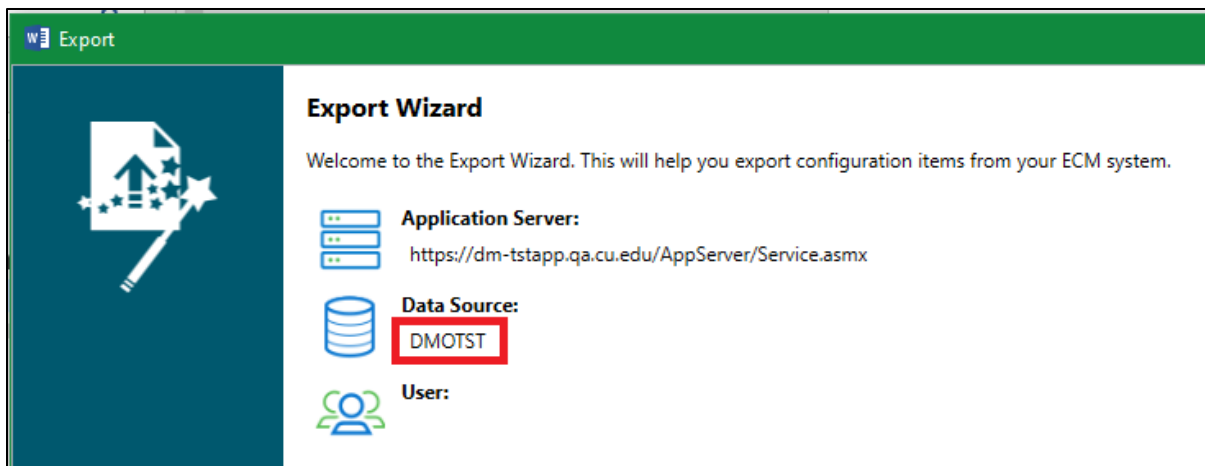 W Export
Export Wizard
Welcome to the Export Wizard. This will help you export configuration items from your ECM system.
Application Server:
https://dm-tstapp.qa.cu.edu/AppServer/Service.asmx
Data Source:
DMOTST
User: